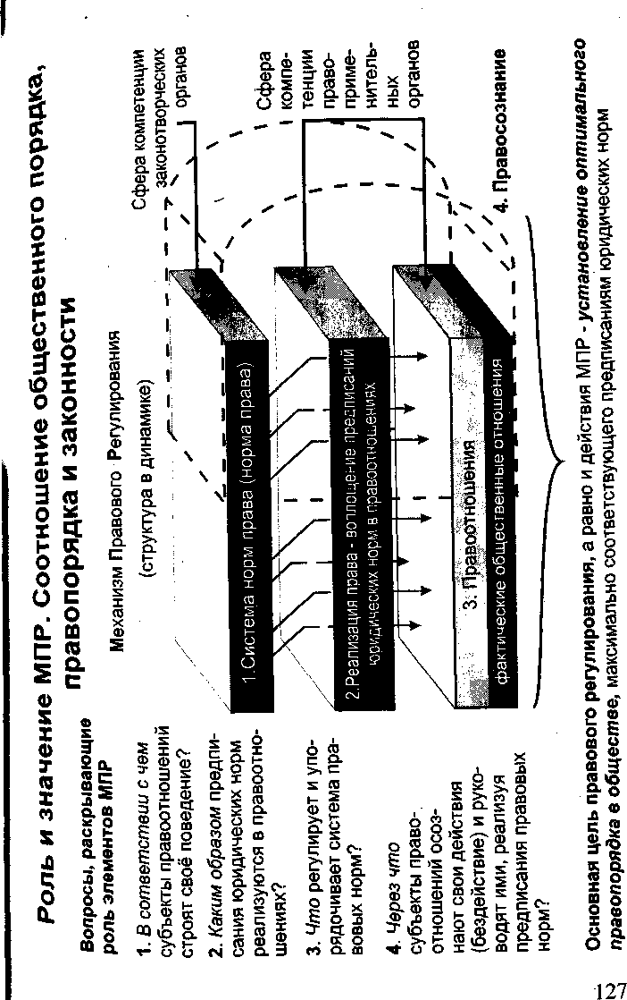 Роль и значение МПР. Соотношение общественного порядка,
правопорядка и законности
Вопросы, раскрывающие
роль элементов МПР
1. В сответствии с чем
субъекты правоотношений
строят своё поведение?
2. Каким образом предпи-
сания юридических норм
реализуются в правоотно-
шениях?
3. Что регулирует и упо-
рядочивает система пра-
вовых норм?
4. Через что
субъекты право-
отношений осоз-
нают свои действия
(бездействие) и руко-
водят ими, реализуя
предписания правовых
норм?
Механизм Правового Регулирования
(структура в динамике)
Сфера компетенции
законотворческих
органов
Сфера
компе-
тенции
право-
приме-
нитель-
ных
органов
1.Система норм права (норма права)
2.Реализация права - воплощение предписаний
юридических норм в правоотношениях
3. Правоотношения
фактические общественные отношения
4. Правосознание
Основная цель правового регулирования, а равно и действия МПР - установление оптимального
правопорядка в обществе, максимально соответствующего предписаниям юридических норм
127